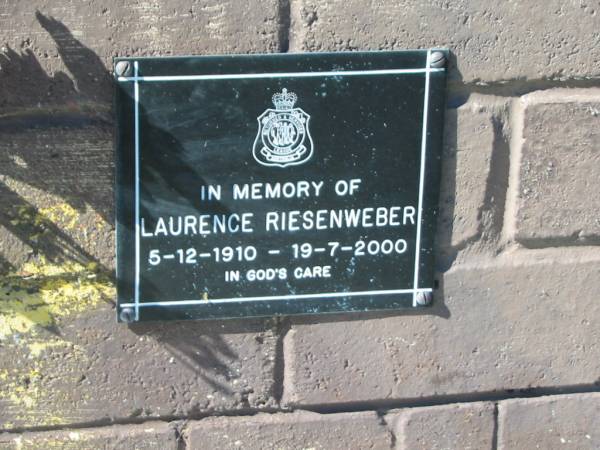 IN MEMORY OF
LAURENCE RIESENWEBER
5-12-1910 - 19-7-2000
IN GOD'S CARE